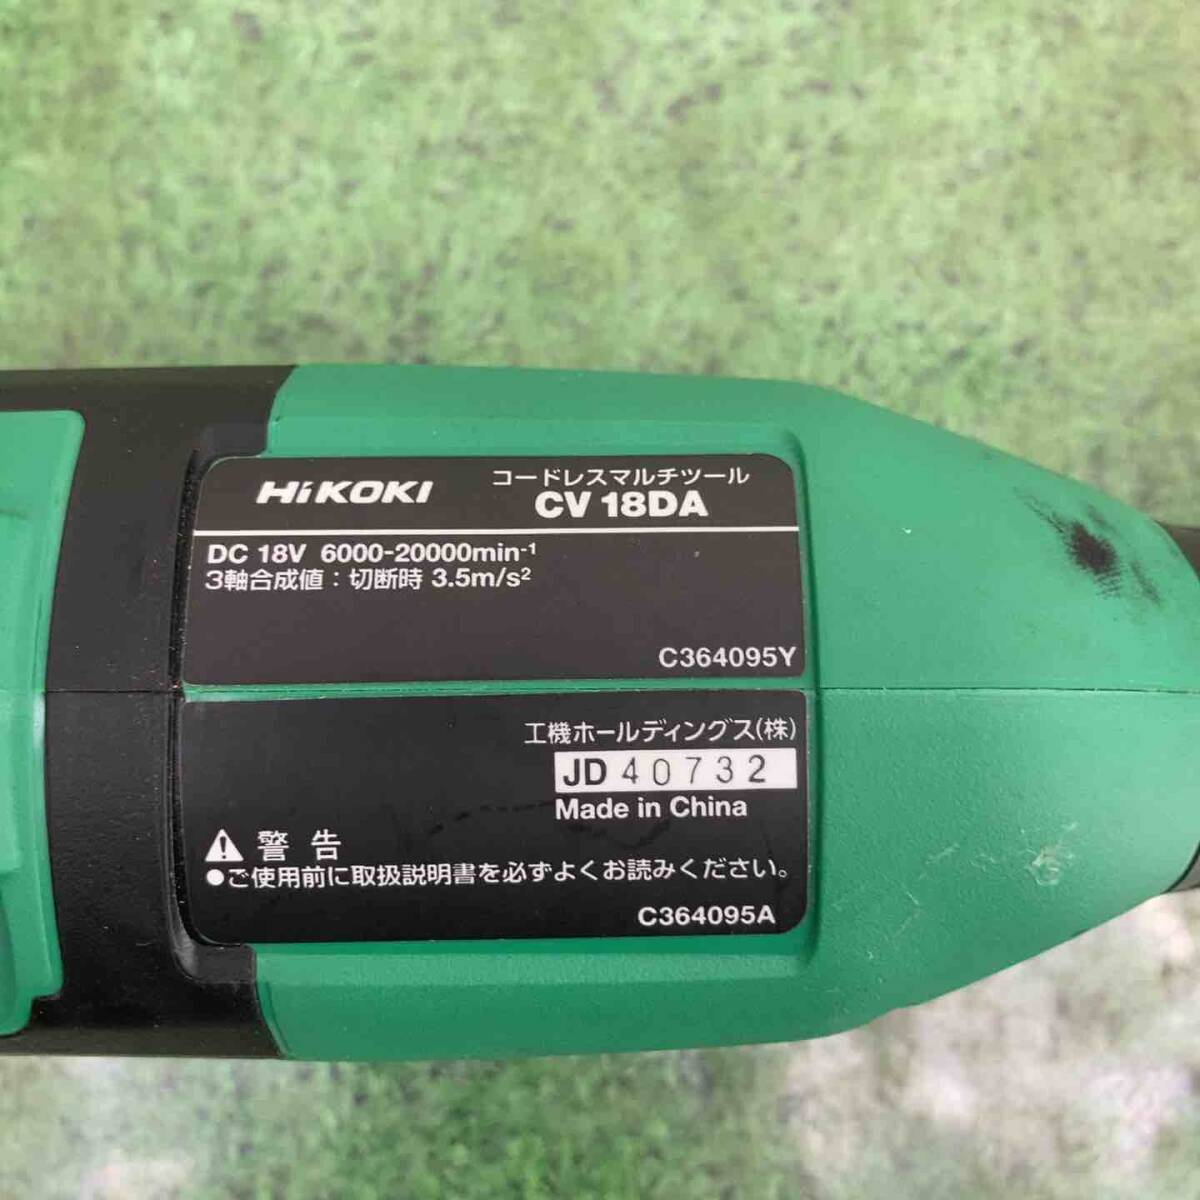 HiKOKI コードレスマルチツール
CV 18DA
DC 18V 6000-20000min-1
3軸合成値：切断時 3.5m/s2
C364095Y
工機ホールディングス(株)
JD 40732
Made in China
警告
●ご使用前に取扱説明書を必ずよくお読みください。
C364095A